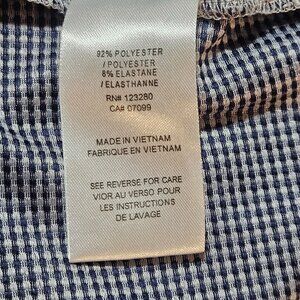 92% POLYESTER
/ POLYESTER
8% ELASTANE
/ ELASTHANNE
RN# 123280
CA# 07099
MADE IN VIETNAM
FABRIQUE EN VIETNAM
SEE REVERSE FOR CARE
VIOR AU VERSO POUR
LES INSTRUCTIONS
DE LAVAGE